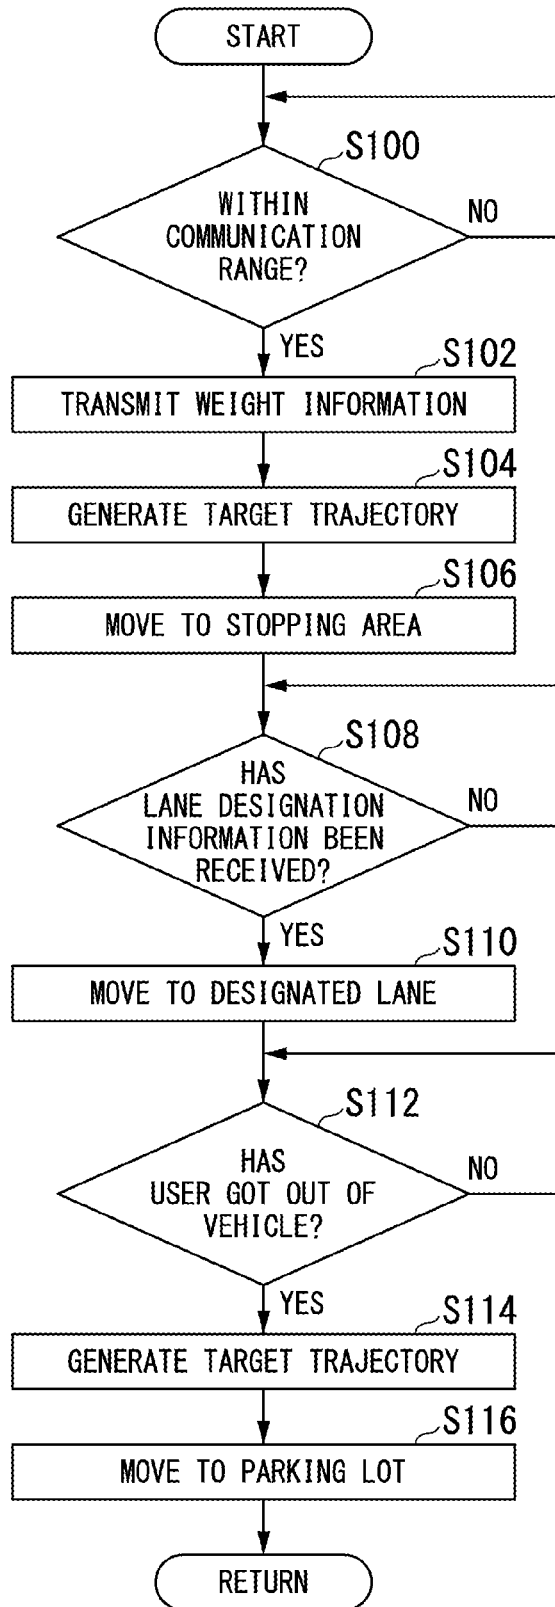 START
S100
WITHIN
COMMUNICATION
RANGE?
NO
YES
S102
TRANSMIT WEIGHT INFORMATION
S104
GENERATE TARGET TRAJECTORY
S106
MOVE TO STOPPING AREA
S108
HAS
LANE DESIGNATION
INFORMATION BEEN
RECEIVED?
NO
YES
S110
MOVE TO DESIGNATED LANE
S112
HAS
USER GOT OUT OF
VEHICLE?
NO
YES
S114
GENERATE TARGET TRAJECTORY
S116
MOVE TO PARKING LOT
RETURN